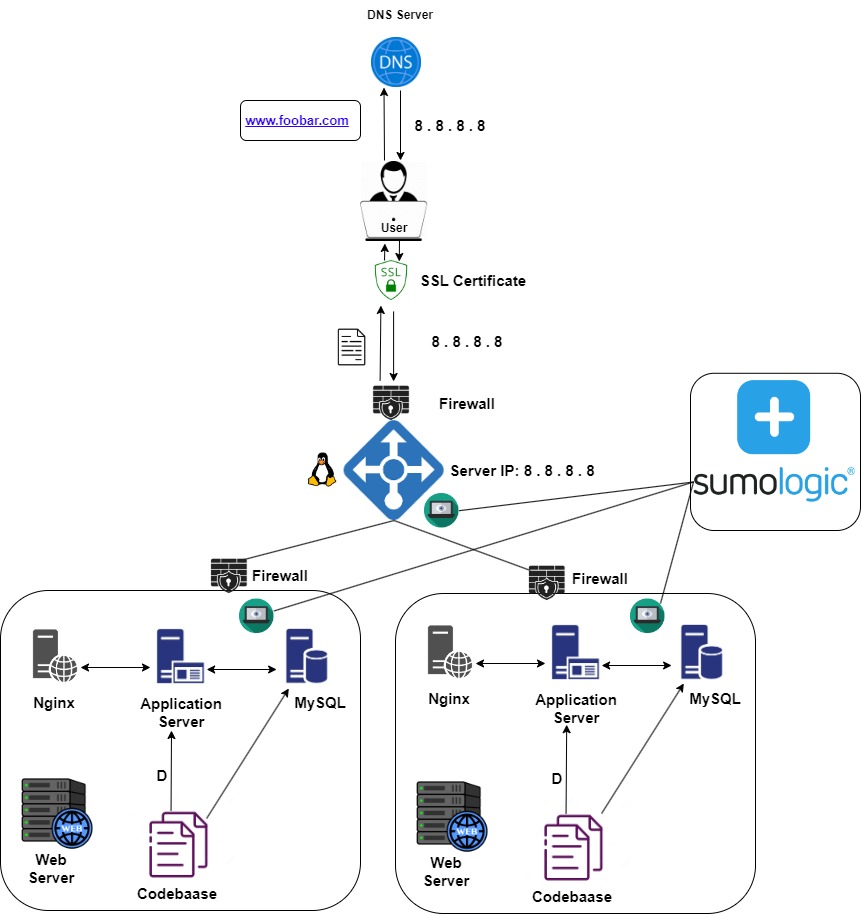 DNS Server
DNS
www.foobar.com
8.8.8.8
User
SSL
SSL Certificate
8.8.8.8
Firewall
Server IP: 8.8.8.8
sumologic®
Firewall
Firewall
Nginx
Application
Server
MySQL
Nginx
Application
Server
MySQL
D
D
WEB
Web
Server
Codebaase
WEB
Web
Server
Codebaase